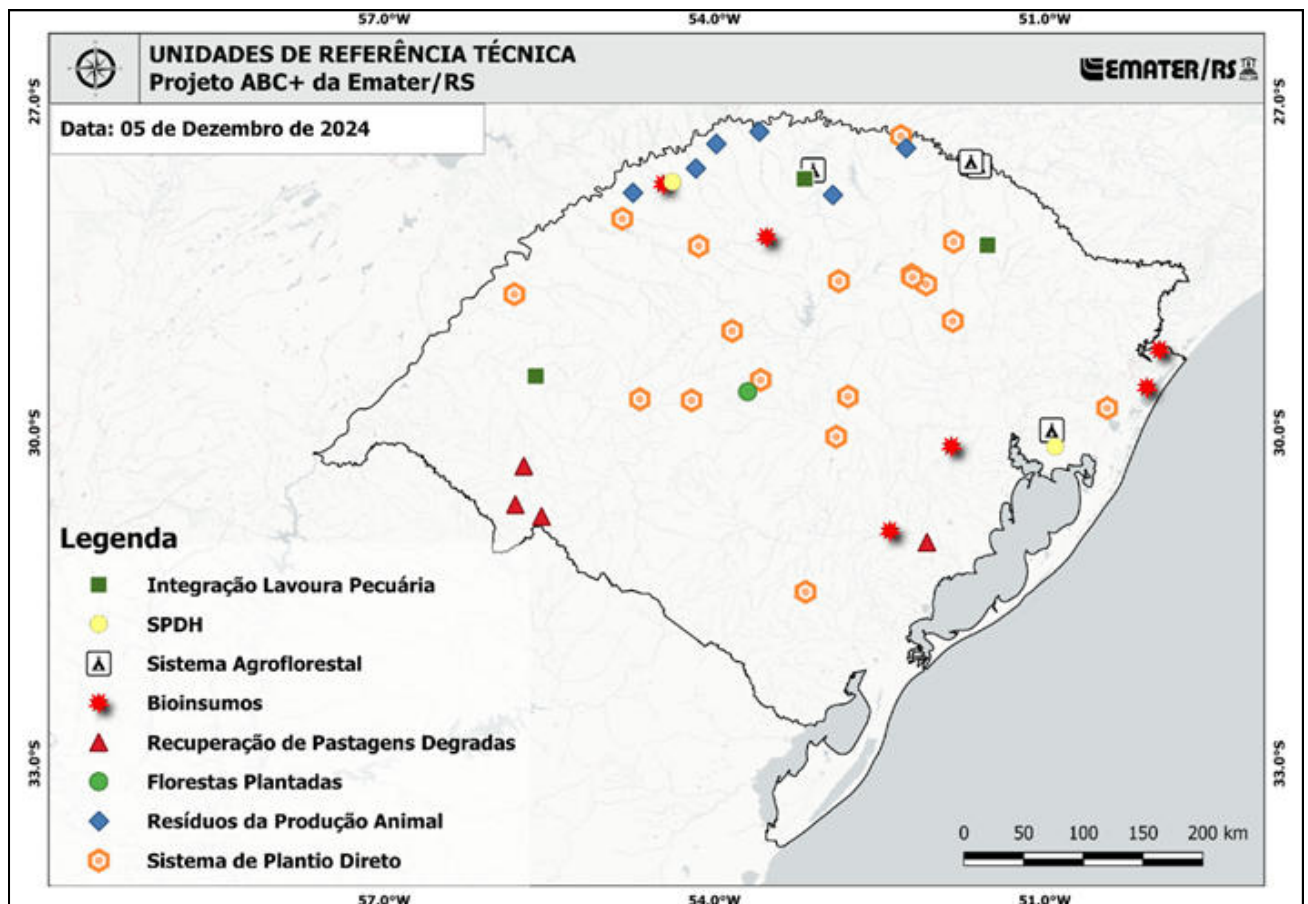 57.0°W 54.0°W 51.0°W
UNIDADES DE REFERÊNCIA TÉCNICA
Projeto ABC+ da Emater/RS
EMATER/RS
27.0°S 27.0°S
Data: 05 de Dezembro de 2024
30.0°S 30.0°S
Legenda
Integração Lavoura Pecuária
SPDH
Sistema Agroflorestal
Bioinsumos
Recuperação de Pastagens Degradas
33.0°S 33.0°S
Florestas Plantadas
Resíduos da Produção Animal
Sistema de Plantio Direto
0 50 100 150 200 km
57.0°W 54.0°W 51.0°W